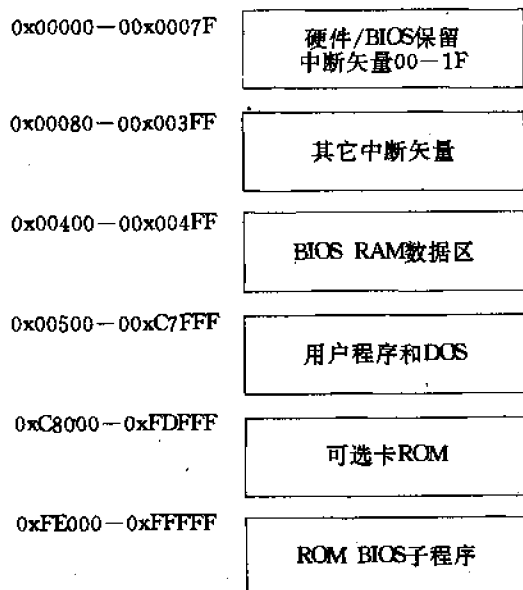 0x00000－00x0007F
硬件/BIOS保留
中断矢量00－1F
0x00080－00x003FF
其它中断矢量
0x00400－00x004FF
BIOS RAM数据区
0x00500－00xC7FFF
用户程序和DOS
0xC8000－0xFDFFF
可选卡ROM
0xFE000－0xFFFFF
ROM BIOS子程序